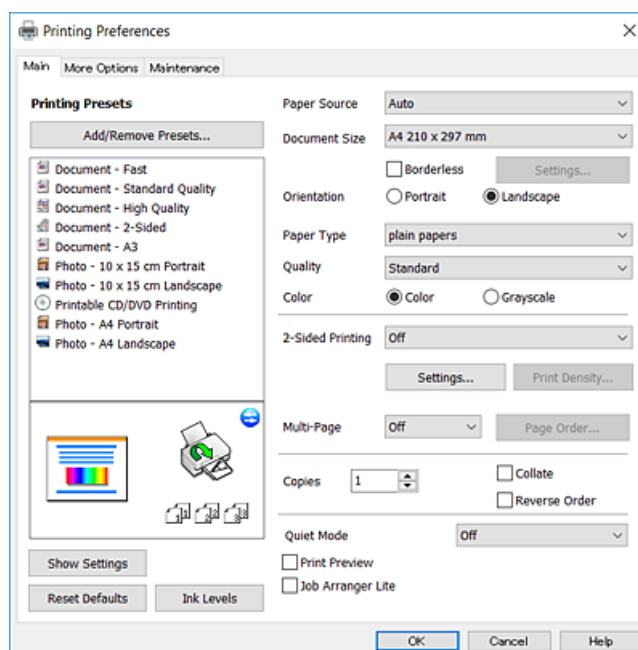 Printing Preferences
Main More Options Maintenance
Printing Presets
Add/Remove Presets...
Document - Fast
Document - Standard Quality
Document - High Quality
Document - 2-Sided
Document - A3
Photo - 10 x 15 cm Portrait
Photo - 10 x 15 cm Landscape
Printable CD/DVD Printing
Photo - A4 Portrait
Photo - A4 Landscape
Show Settings
Reset Defaults Ink Levels
Paper Source Auto
Document Size A4 210 x 297 mm
Borderless Settings...
Orientation Portrait Landscape
Paper Type plain papers
Quality Standard
Color Color Grayscale
2-Sided Printing Off
Settings... Print Density...
Multi-Page Off Page Order...
Copies 1 Collate
Reverse Order
Quiet Mode Off
Print Preview
Job Arranger Lite
OK Cancel Help